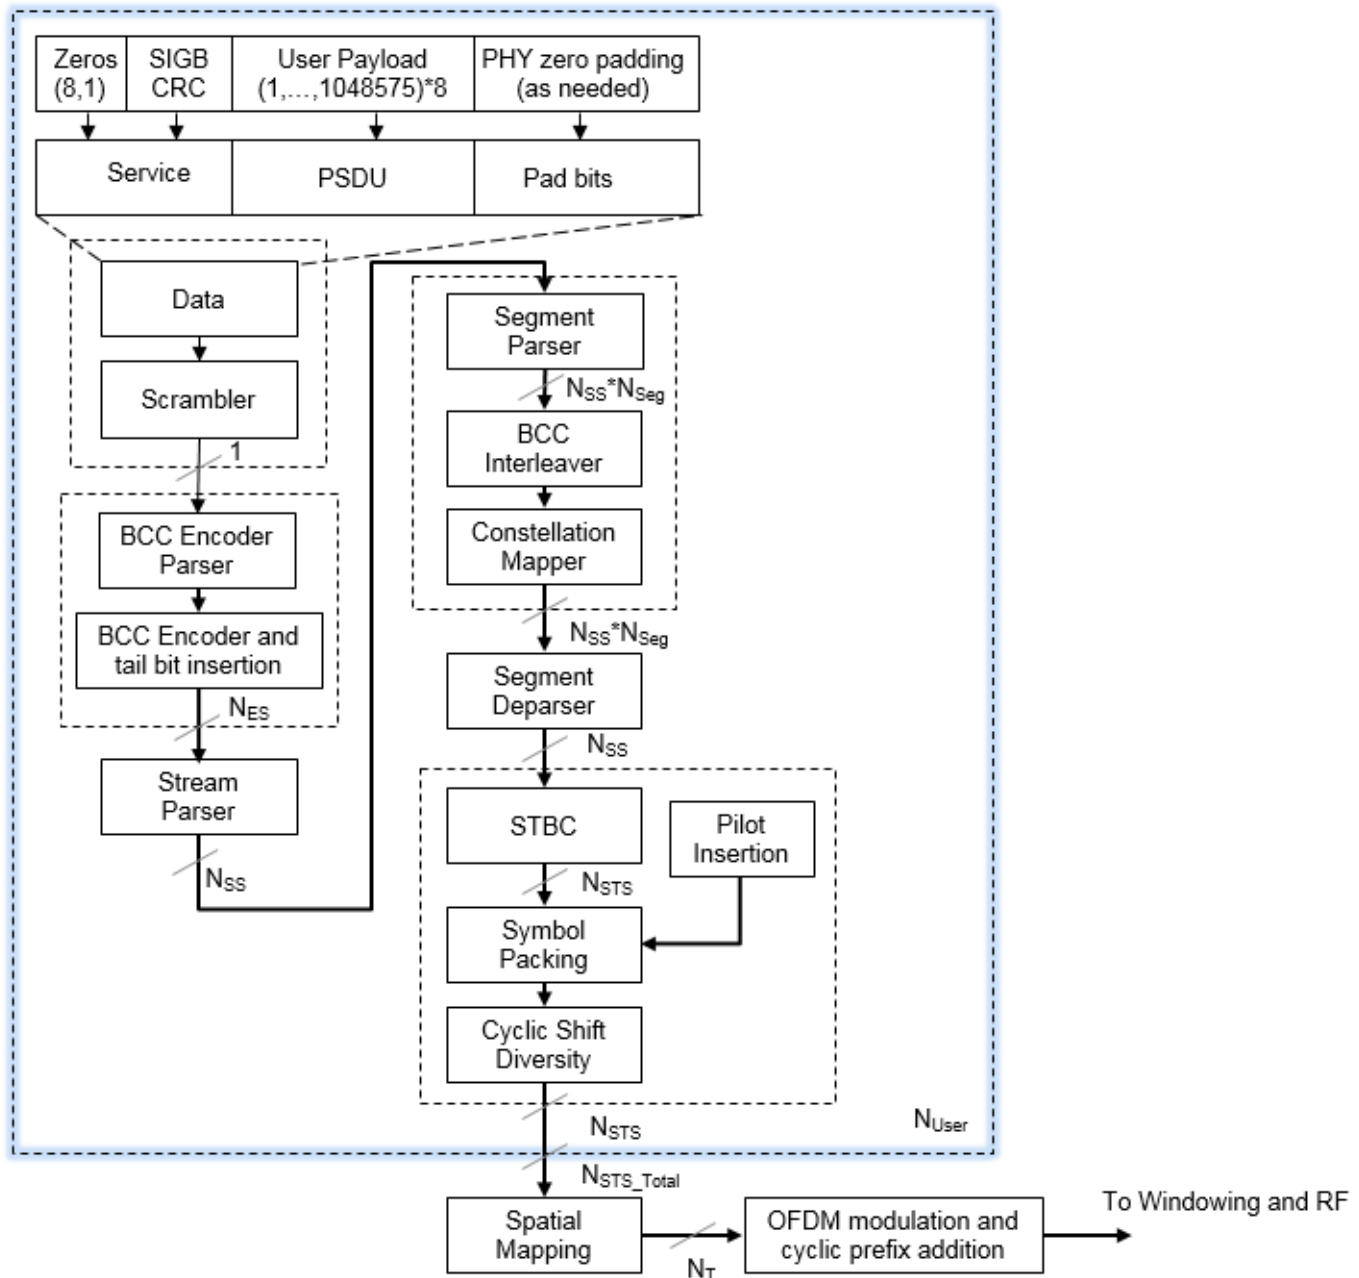 Zeros
(8,1)
SIGB
CRC
User Payload
(1,...,1048575)*8
PHY zero padding
(as needed)
Service
PSDU
Pad bits
Data
Scrambler
1
BCC Encoder
Parser
BCC Encoder and
tail bit insertion
NES
Stream
Parser
NSS
Segment
Parser
NSS*NSeg
BCC
Interleaver
Constellation
Mapper
NSS*NSeg
Segment
Deparser
NSS
STBC
Pilot
Insertion
NSTS
Symbol
Packing
Cyclic Shift
Diversity
NSTS
NUser
NSTS_Total
Spatial
Mapping
NT
OFDM modulation and
cyclic prefix addition
To Windowing and RF